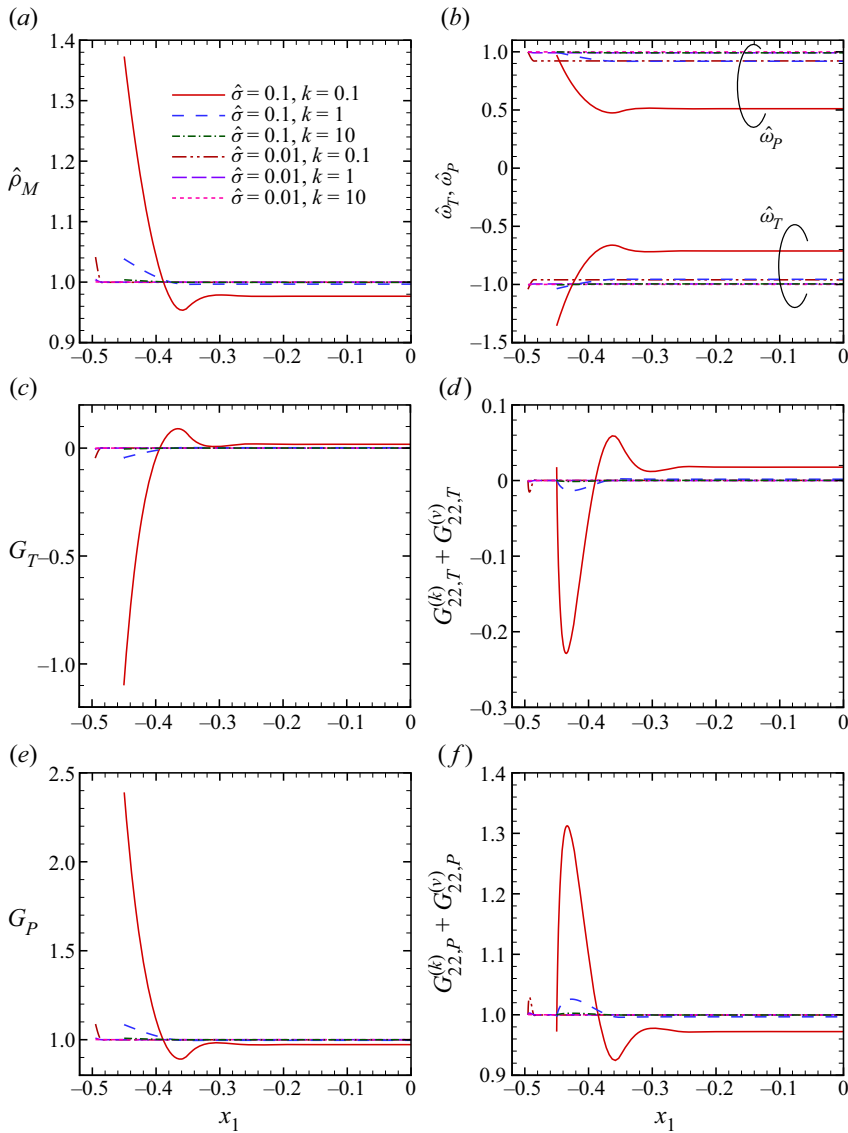 (a)
1.4
1.3
1.2
1.1
1.0
0.9
ρ̂_M
σ̂ = 0.1, k = 0.1
σ̂ = 0.1, k = 1
σ̂ = 0.1, k = 10
σ̂ = 0.01, k = 0.1
σ̂ = 0.01, k = 1
σ̂ = 0.01, k = 10
−0.5 −0.4 −0.3 −0.2 −0.1 0
(b)
1.0
0.5
0
−0.5
−1.0
−1.5
ω̂_T, ω̂_P
ω̂_P
ω̂_T
−0.5 −0.4 −0.3 −0.2 −0.1 0
(c)
0
−0.5
−1.0
G_T
−0.5 −0.4 −0.3 −0.2 −0.1 0
(d)
0.1
0
−0.1
−0.2
−0.3
G^{(k)}_{22,T} + G^{(v)}_{22,T}
−0.5 −0.4 −0.3 −0.2 −0.1 0
(e)
2.5
2.0
1.5
1.0
G_P
−0.5 −0.4 −0.3 −0.2 −0.1 0
x_1
(f)
1.4
1.3
1.2
1.1
1.0
0.9
G^{(k)}_{22,P} + G^{(v)}_{22,P}
−0.5 −0.4 −0.3 −0.2 −0.1 0
x_1